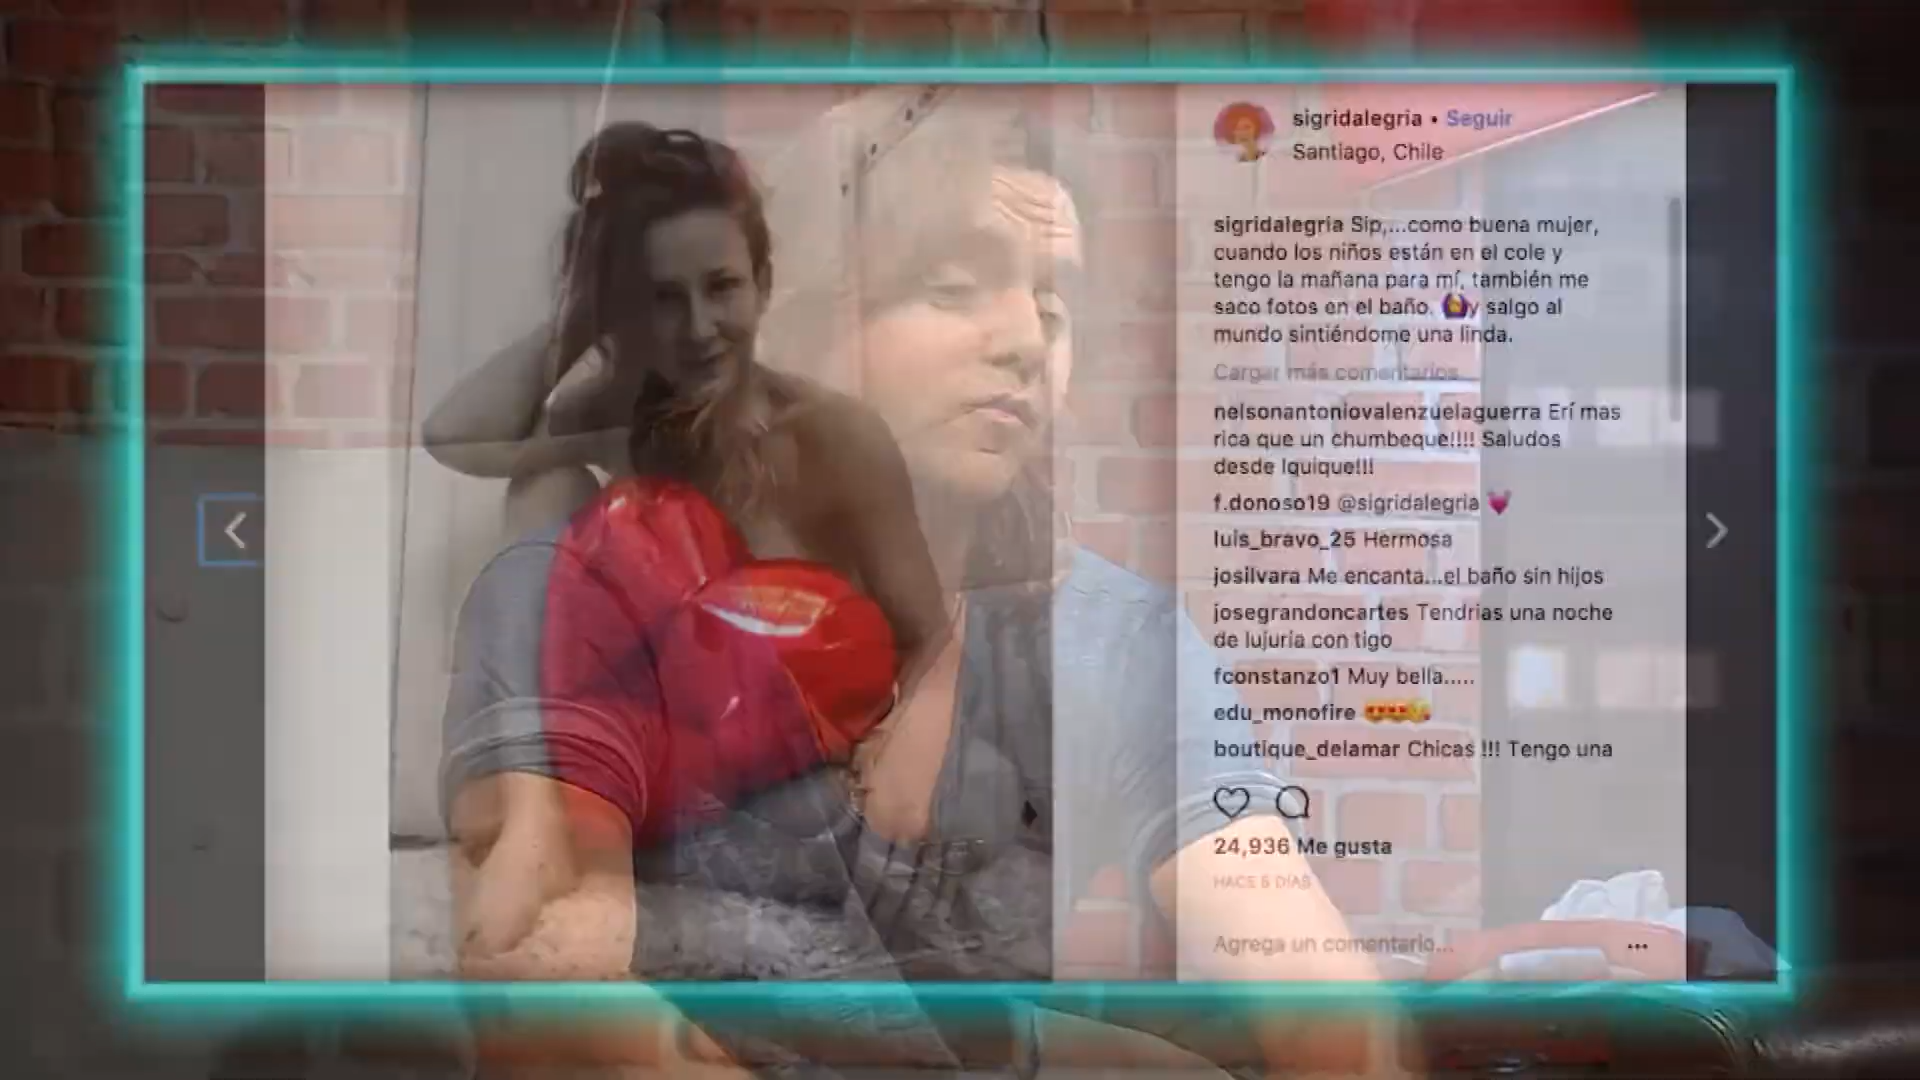 sigridalegria • Seguir
Santiago, Chile
sigridalegria Sip,...como buena mujer,
cuando los niños están en el cole y
tengo la mañana para mí, también me
saco fotos en el baño. 🙆y salgo al
mundo sintiéndome una linda.
Cargar más comentarios
nelsonantoniovalenzuelaguerra Erí mas
rica que un chumbeque!!!! Saludos
desde Iquique!!!
f.donoso19 @sigridalegria 💓
luis_bravo_25 Hermosa
josilvara Me encanta...el baño sin hijos
josegrandoncartes Tendrias una noche
de lujuria con tigo
fconstanzo1 Muy bella.....
edu_monofire 😍😍😘
boutique_delamar Chicas !!! Tengo una
24,936 Me gusta
HACE 5 DÍAS
Agrega un comentario...